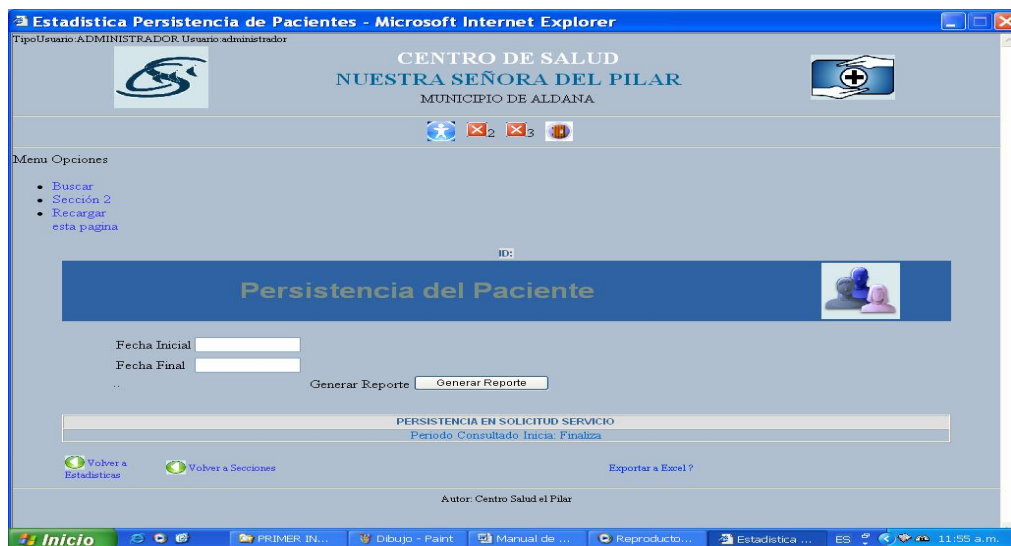 Estadistica Persistencia de Pacientes - Microsoft Internet Explorer
TipoUsuario:ADMINISTRADOR Usuario:administrador
CENTRO DE SALUD
NUESTRA SEÑORA DEL PILAR
MUNICIPIO DE ALDANA
2 3
Menu Opciones
Buscar
Sección 2
Recargar
esta pagina
ID:
Persistencia del Paciente
Fecha Inicial
Fecha Final
.. Generar Reporte Generar Reporte
PERSISTENCIA EN SOLICITUD SERVICIO
Periodo Consultado Inicia: Finaliza
Volver a
Estadisticas
Volver a Secciones
Exportar a Excel ?
Autor: Centro Salud el Pilar
Inicio PRIMER IN... Dibujo - Paint Manual de ... Reproducto... Estadistica ... ES 11:55 a.m.